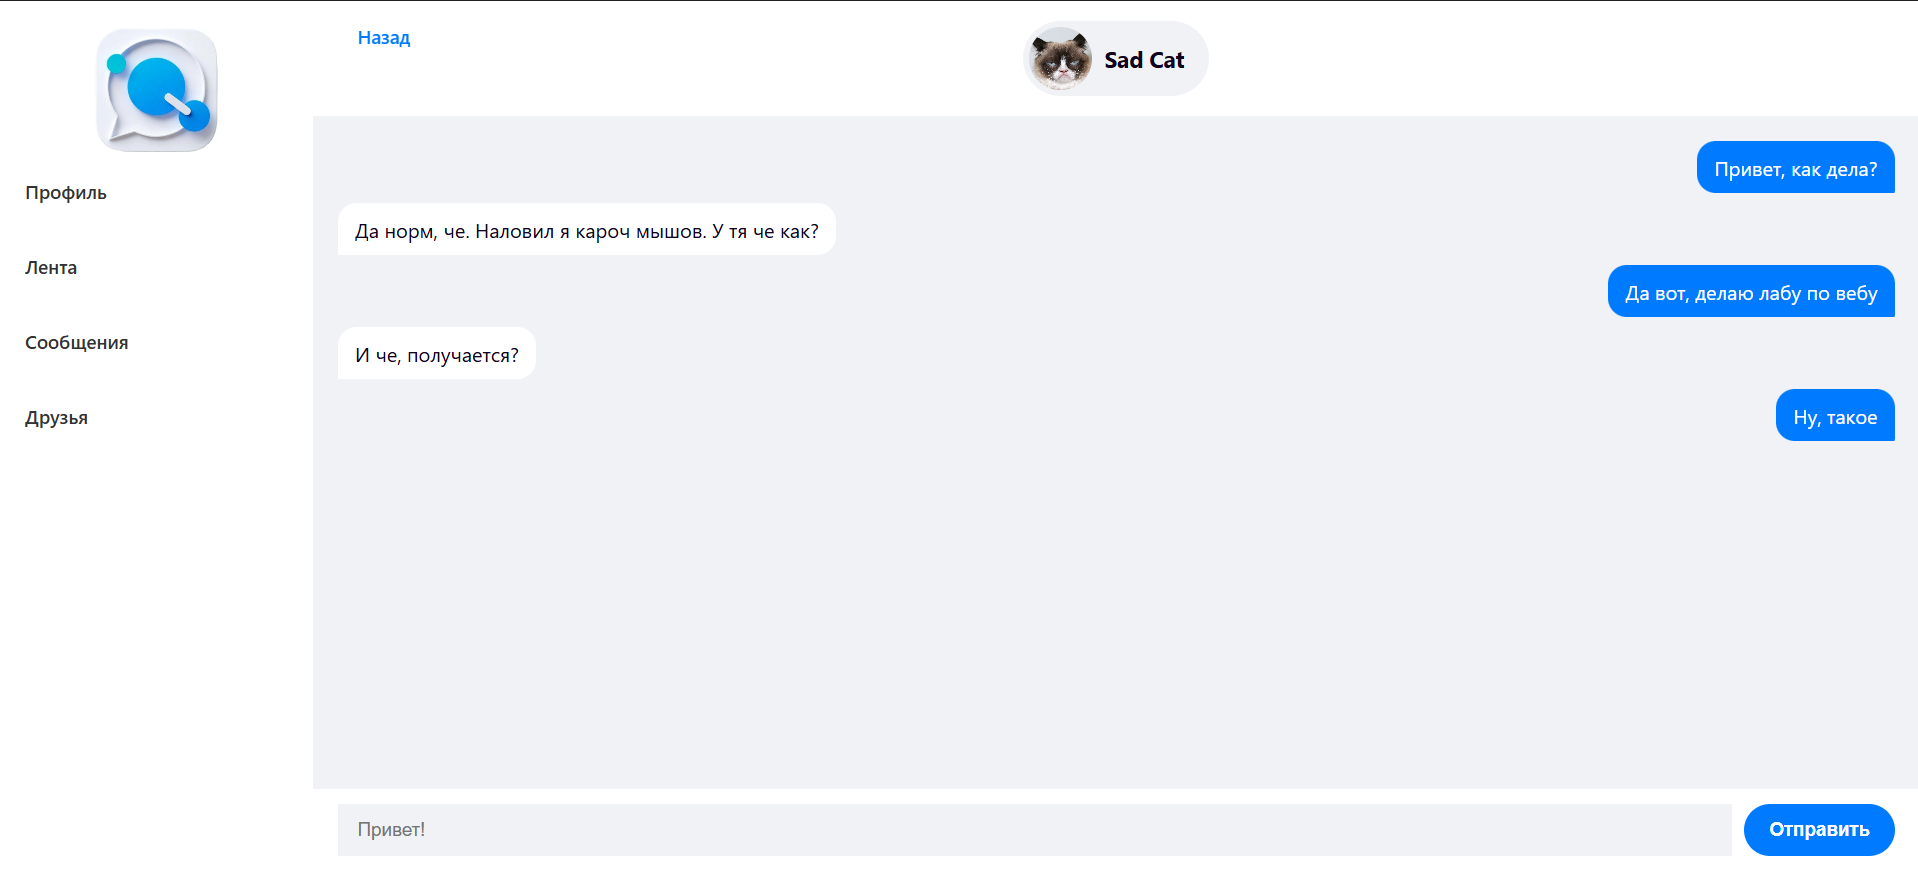 Профиль
Лента
Сообщения
Друзья
Назад
Sad Cat
Привет, как дела?
Да норм, че. Наловил я кароч мышов. У тя че как?
Да вот, делаю лабу по вебу
И че, получается?
Ну, такое
Привет!
Отправить